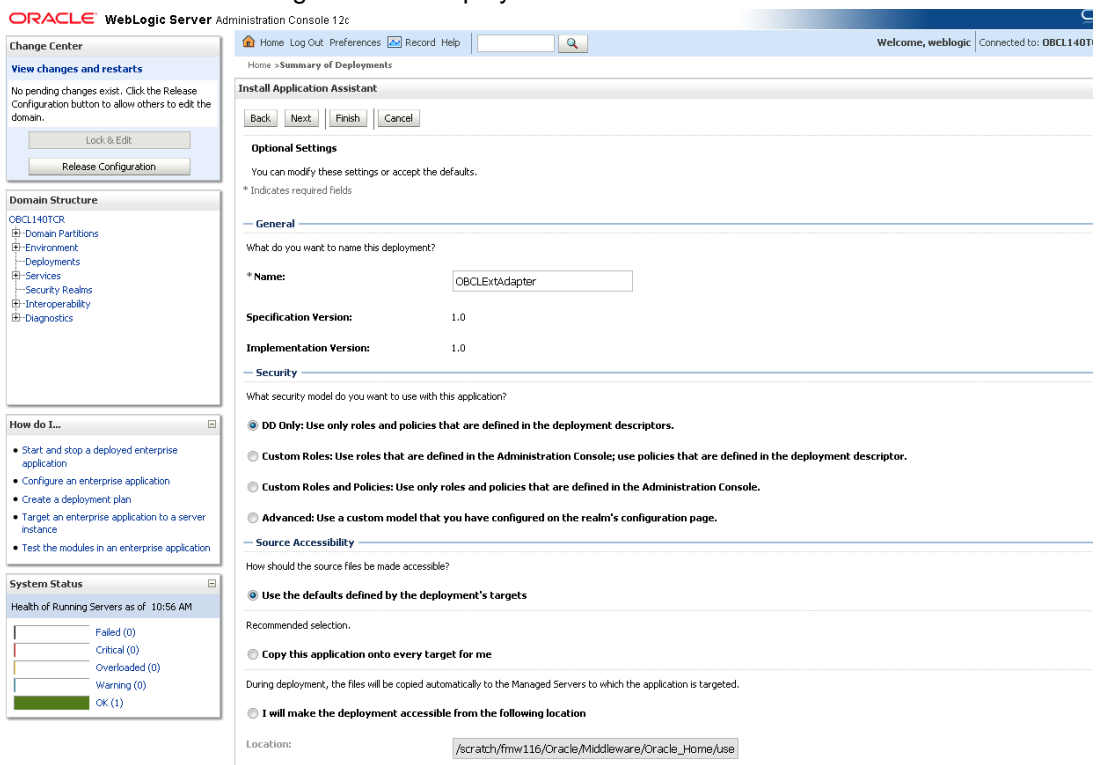 ORACLE WebLogic Server Administration Console 12c
Change Center
View changes and restarts
No pending changes exist. Click the Release
Configuration button to allow others to edit the
domain.
Lock & Edit
Release Configuration
Domain Structure
OBCL140TCR
Domain Partitions
Environment
Deployments
Services
Security Realms
Interoperability
Diagnostics
How do I...
Start and stop a deployed enterprise
application
Configure an enterprise application
Create a deployment plan
Target an enterprise application to a server
instance
Test the modules in an enterprise application
System Status
Health of Running Servers as of 10:56 AM
Failed (0)
Critical (0)
Overloaded (0)
Warning (0)
OK (1)
Home Log Out Preferences Record Help
Welcome, weblogic Connected to: OBCL140T
Home >Summary of Deployments
Install Application Assistant
Back Next Finish Cancel
Optional Settings
You can modify these settings or accept the defaults.
* Indicates required fields
General
What do you want to name this deployment?
* Name: OBCLExtAdapter
Specification Version: 1.0
Implementation Version: 1.0
Security
What security model do you want to use with this application?
DD Only: Use only roles and policies that are defined in the deployment descriptors.
Custom Roles: Use roles that are defined in the Administration Console; use policies that are defined in the deployment descriptor.
Custom Roles and Policies: Use only roles and policies that are defined in the Administration Console.
Advanced: Use a custom model that you have configured on the realm's configuration page.
Source Accessibility
How should the source files be made accessible?
Use the defaults defined by the deployment's targets
Recommended selection.
Copy this application onto every target for me
During deployment, the files will be copied automatically to the Managed Servers to which the application is targeted.
I will make the deployment accessible from the following location
Location: /scratch/fmw116/Oracle/Middleware/Oracle_Home/use